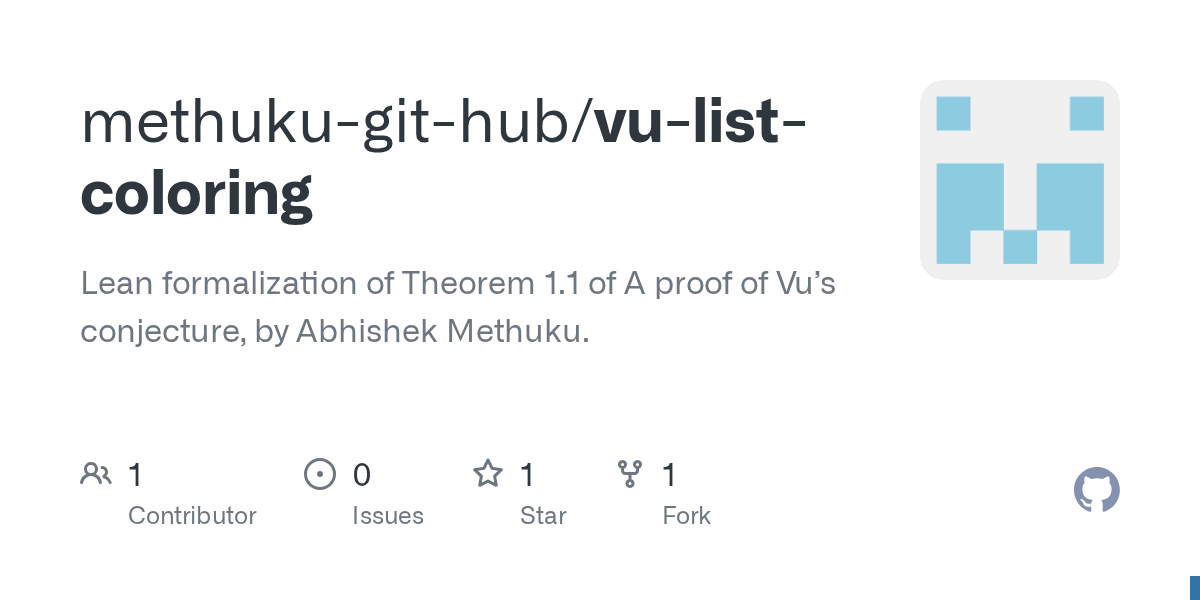 methuku-git-hub/vu-list-
coloring
Lean formalization of Theorem 1.1 of A proof of Vu’s
conjecture, by Abhishek Methuku.
1 0 1 1
Contributor Issues Star Fork